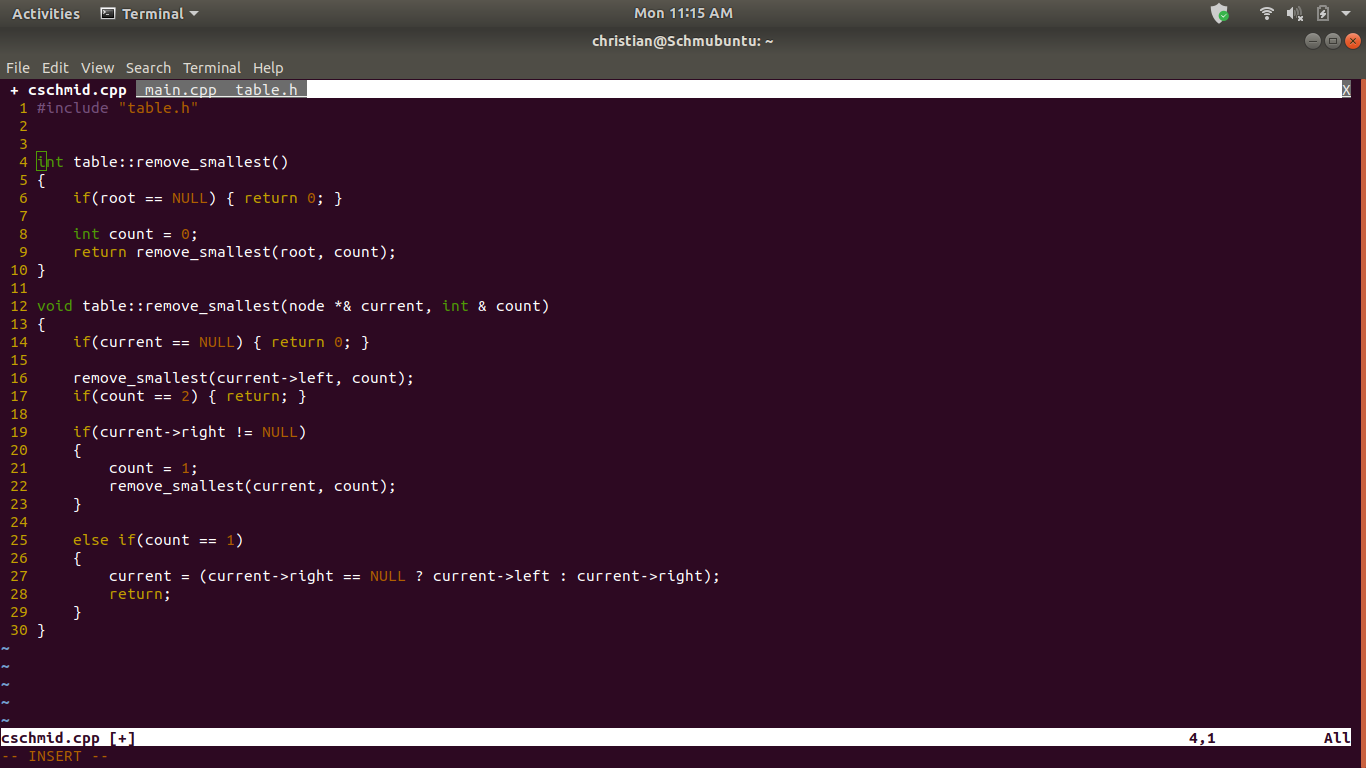 Activities Terminal Mon 11:15 AM
christian@Schmubuntu: ~
File Edit View Search Terminal Help
+ cschmid.cpp main.cpp table.h X
1 #include "table.h"
2
3
4 int table::remove_smallest()
5 {
6     if(root == NULL) { return 0; }
7
8     int count = 0;
9     return remove_smallest(root, count);
10 }
11
12 void table::remove_smallest(node *& current, int & count)
13 {
14     if(current == NULL) { return 0; }
15
16     remove_smallest(current->left, count);
17     if(count == 2) { return; }
18
19     if(current->right != NULL)
20     {
21         count = 1;
22         remove_smallest(current, count);
23     }
24
25     else if(count == 1)
26     {
27         current = (current->right == NULL ? current->left : current->right);
28         return;
29     }
30 }
~
~
~
~
~
cschmid.cpp [+] 4,1 All
-- INSERT --